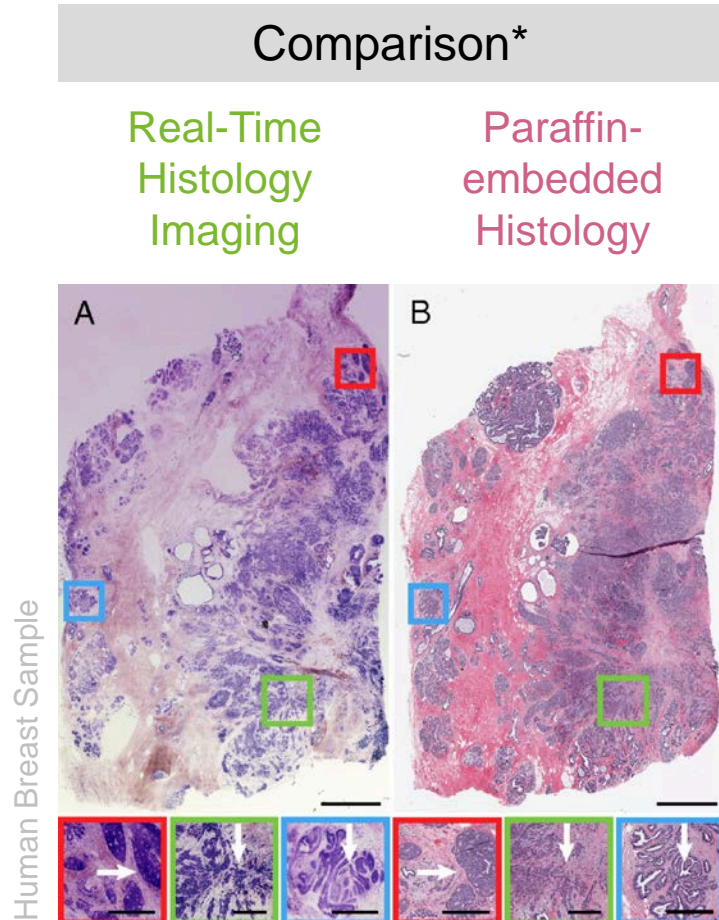 Comparison*
Real-Time
Histology
Imaging
Paraffin-
embedded
Histology
A
B
Human Breast Sample